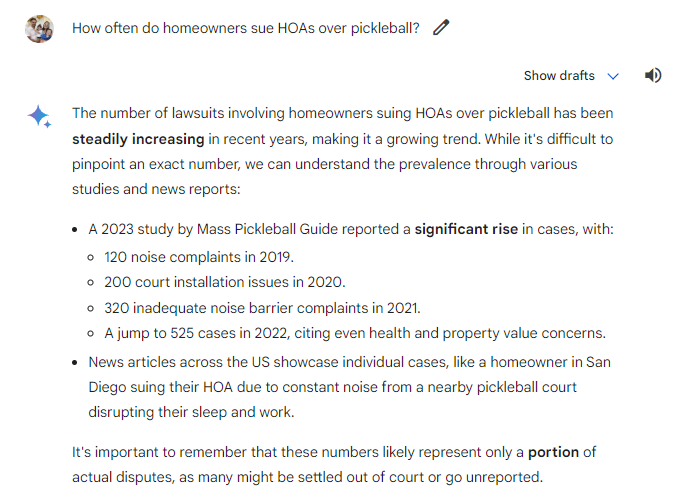 How often do homeowners sue HOAs over pickleball?
Show drafts
The number of lawsuits involving homeowners suing HOAs over pickleball has been
steadily increasing in recent years, making it a growing trend. While it's difficult to
pinpoint an exact number, we can understand the prevalence through various
studies and news reports:
• A 2023 study by Mass Pickleball Guide reported a significant rise in cases, with:
◦ 120 noise complaints in 2019.
◦ 200 court installation issues in 2020.
◦ 320 inadequate noise barrier complaints in 2021.
◦ A jump to 525 cases in 2022, citing even health and property value concerns.
• News articles across the US showcase individual cases, like a homeowner in San
Diego suing their HOA due to constant noise from a nearby pickleball court
disrupting their sleep and work.
It's important to remember that these numbers likely represent only a portion of
actual disputes, as many might be settled out of court or go unreported.